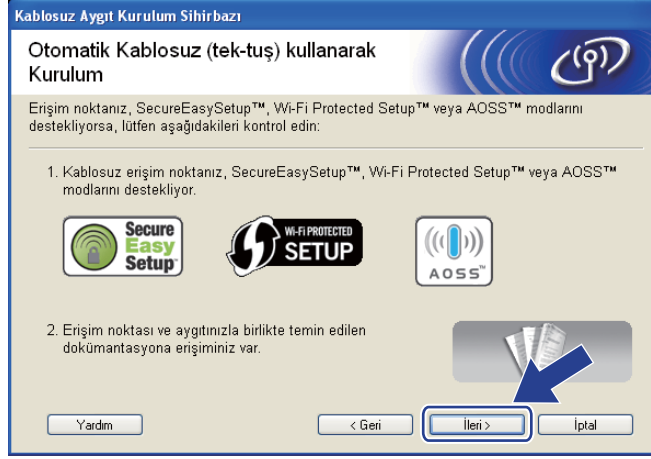 Kablosuz Aygıt Kurulum Sihirbazı
Otomatik Kablosuz (tek-tuş) kullanarak
Kurulum
Erişim noktanız, SecureEasySetup™, Wi-Fi Protected Setup™ veya AOSS™ modlarını
destekliyorsa, lütfen aşağıdakileri kontrol edin:
1. Kablosuz erişim noktanız, SecureEasySetup™, Wi-Fi Protected Setup™ veya AOSS™
modlarını destekliyor.
Secure
Easy
Setup™
Wi-Fi PROTECTED
SETUP
AOSS™
2. Erişim noktası ve aygıtınızla birlikte temin edilen
dokümantasyona erişiminiz var.
Yardım
< Geri
İleri >
İptal